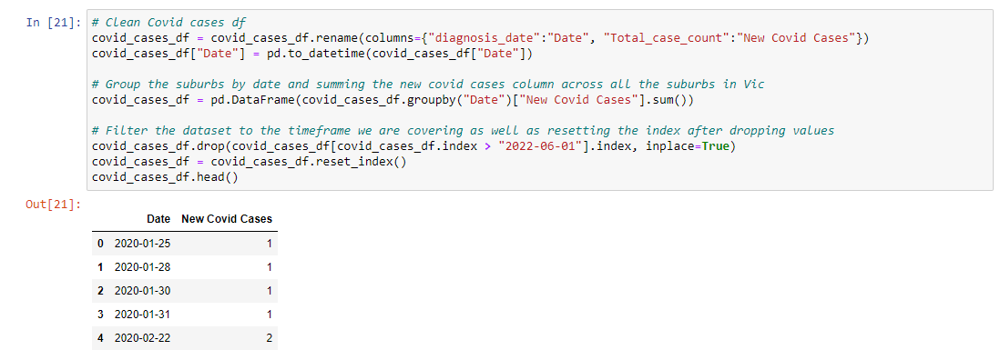 In [21]: # Clean Covid cases df
covid_cases_df = covid_cases_df.rename(columns={"diagnosis_date":"Date", "Total_case_count":"New Covid Cases"})
covid_cases_df["Date"] = pd.to_datetime(covid_cases_df["Date"])
# Group the suburbs by date and summing the new covid cases column across all the suburbs in Vic
covid_cases_df = pd.DataFrame(covid_cases_df.groupby("Date")["New Covid Cases"].sum())
# Filter the dataset to the timeframe we are covering as well as resetting the index after dropping values
covid_cases_df.drop(covid_cases_df[covid_cases_df.index > "2022-06-01"].index, inplace=True)
covid_cases_df = covid_cases_df.reset_index()
covid_cases_df.head()
Out[21]:
Date New Covid Cases
0 2020-01-25 1
1 2020-01-28 1
2 2020-01-30 1
3 2020-01-31 1
4 2020-02-22 2